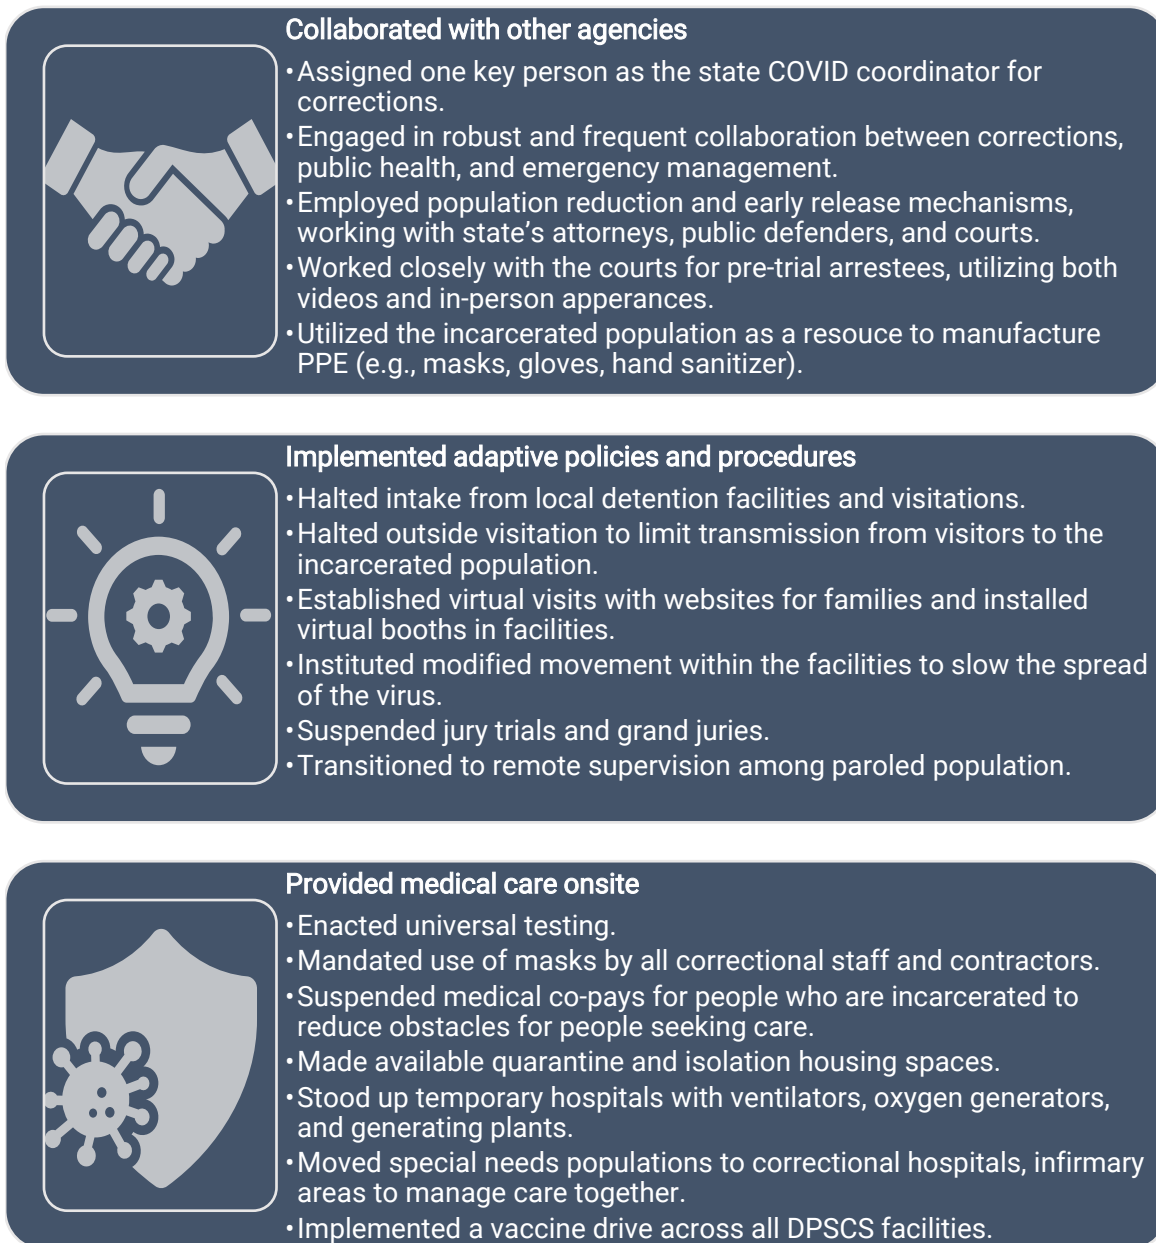 Collaborated with other agencies
•Assigned one key person as the state COVID coordinator for
corrections.
•Engaged in robust and frequent collaboration between corrections,
public health, and emergency management.
•Employed population reduction and early release mechanisms,
working with state's attorneys, public defenders, and courts.
•Worked closely with the courts for pre-trial arrestees, utilizing both
videos and in-person apperances.
•Utilized the incarcerated population as a resouce to manufacture
PPE (e.g., masks, gloves, hand sanitizer).
Implemented adaptive policies and procedures
•Halted intake from local detention facilities and visitations.
•Halted outside visitation to limit transmission from visitors to the
incarcerated population.
•Established virtual visits with websites for families and installed
virtual booths in facilities.
•Instituted modified movement within the facilities to slow the spread
of the virus.
•Suspended jury trials and grand juries.
•Transitioned to remote supervision among paroled population.
Provided medical care onsite
•Enacted universal testing.
•Mandated use of masks by all correctional staff and contractors.
•Suspended medical co-pays for people who are incarcerated to
reduce obstacles for people seeking care.
•Made available quarantine and isolation housing spaces.
•Stood up temporary hospitals with ventilators, oxygen generators,
and generating plants.
•Moved special needs populations to correctional hospitals, infirmary
areas to manage care together.
•Implemented a vaccine drive across all DPSCS facilities.